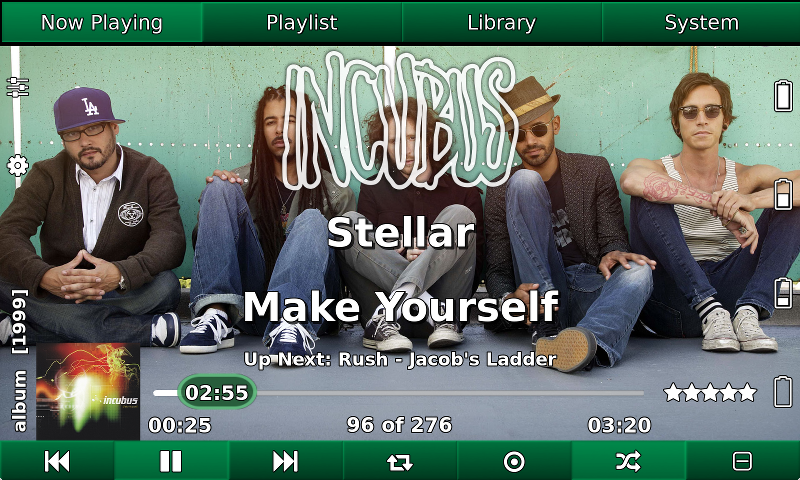 Now Playing Playlist Library System
INCUBUS
LA
Stellar
Make Yourself
album [1999]
Up Next: Rush - Jacob's Ladder
incubus
02:55
00:25 96 of 276 03:20